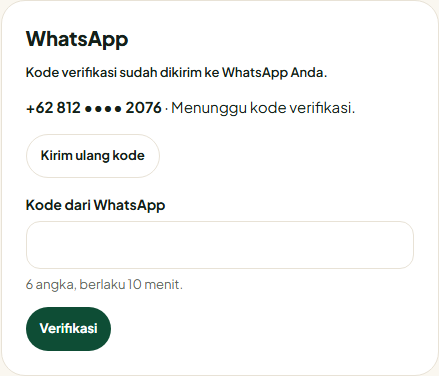 WhatsApp
Kode verifikasi sudah dikirim ke WhatsApp Anda.
+62 812 •••• 2076 · Menunggu kode verifikasi.
Kirim ulang kode
Kode dari WhatsApp
6 angka, berlaku 10 menit.
Verifikasi